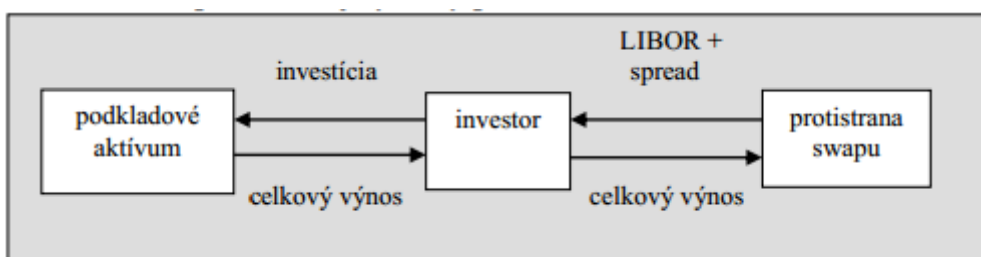 LIBOR +
spread
investícia
podkladové
aktívum
investor
protistrana
swapu
celkový výnos
celkový výnos